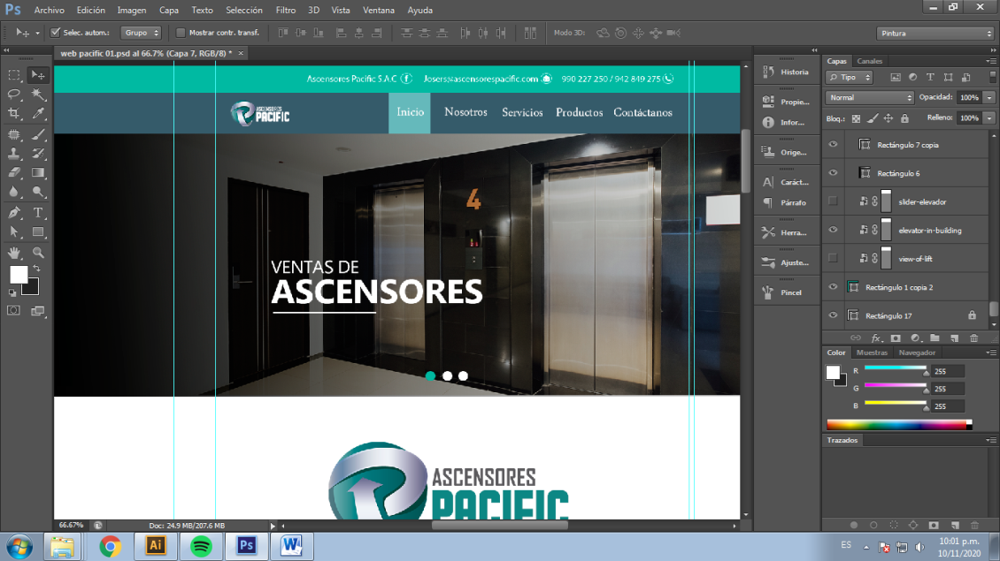 Ps Archivo Edición Imagen Capa Texto Selección Filtro 3D Vista Ventana Ayuda
Selec. autom.: Grupo Mostrar contr. transf. Modo 3D: Pintura
web pacific 01.psd al 66.7% (Capa 7, RGB/8) * ×
Ascensores Pacific S.A.C f Josers@ascensorespacific.com 990 227 250 / 942 849 275
ASCENSORES
PACIFIC
Inicio Nosotros Servicios Productos Contáctanos
4
VENTAS DE
ASCENSORES
ASCENSORES
PACIFIC
66.67% Doc: 24.9 MB/207.6 MB
Historia
Propie...
Infor...
Orige...
Caráct...
Párrafo
Herra...
Ajuste...
Pincel
Capas Canales
Tipo
Normal Opacidad: 100%
Bloq.: Relleno: 100%
Rectángulo 7 copia
Rectángulo 6
slider-elevador
elevator-in-building
view-of-lift
Rectángulo 1 copia 2
Rectángulo 17
fx
Color Muestras Navegador
R 255
G 255
B 255
Trazados
Ai Ps W
ES 10:01 p.m.
10/11/2020